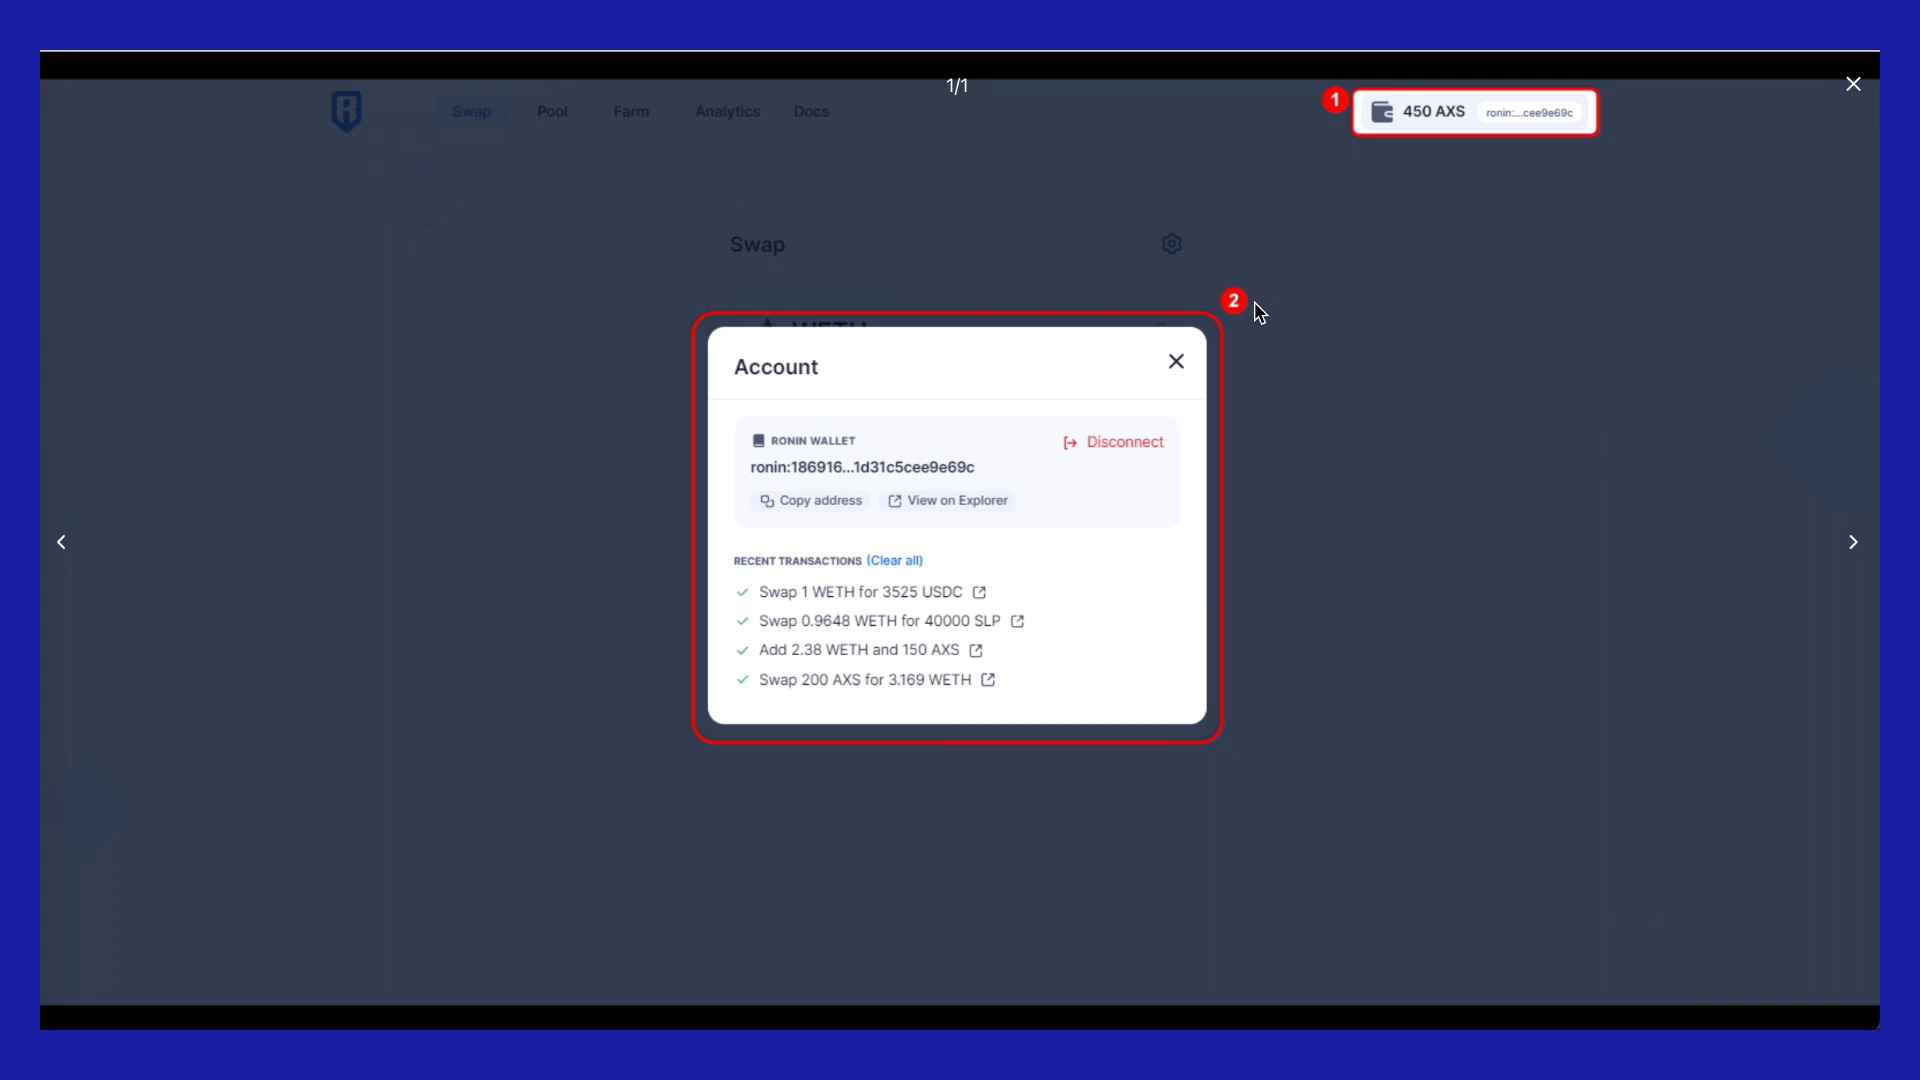 1/1
Swap Pool Farm Analytics Docs
1
450 AXS ronin:...cee9e69c
Swap
2
WETH
Account
RONIN WALLET
Disconnect
ronin:186916...1d31c5cee9e69c
Copy address View on Explorer
RECENT TRANSACTIONS (Clear all)
Swap 1 WETH for 3525 USDC
Swap 0.9648 WETH for 40000 SLP
Add 2.38 WETH and 150 AXS
Swap 200 AXS for 3.169 WETH